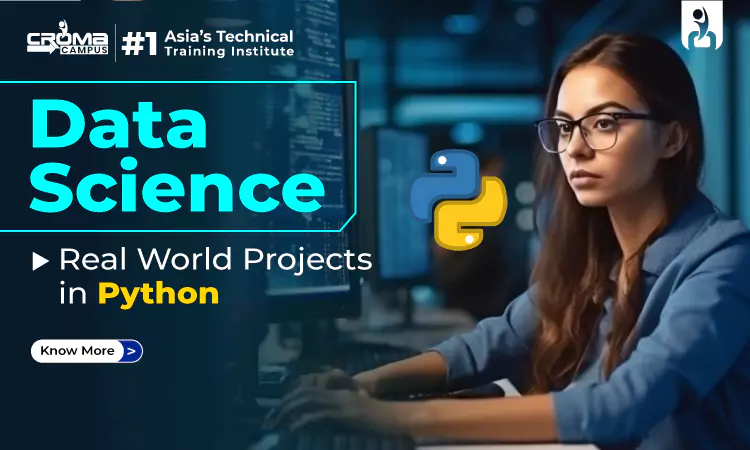 CROMA
CAMPUS
#1
Asia's Technical
Training Institute
Data
Science
Real World Projects
in Python
Know More >